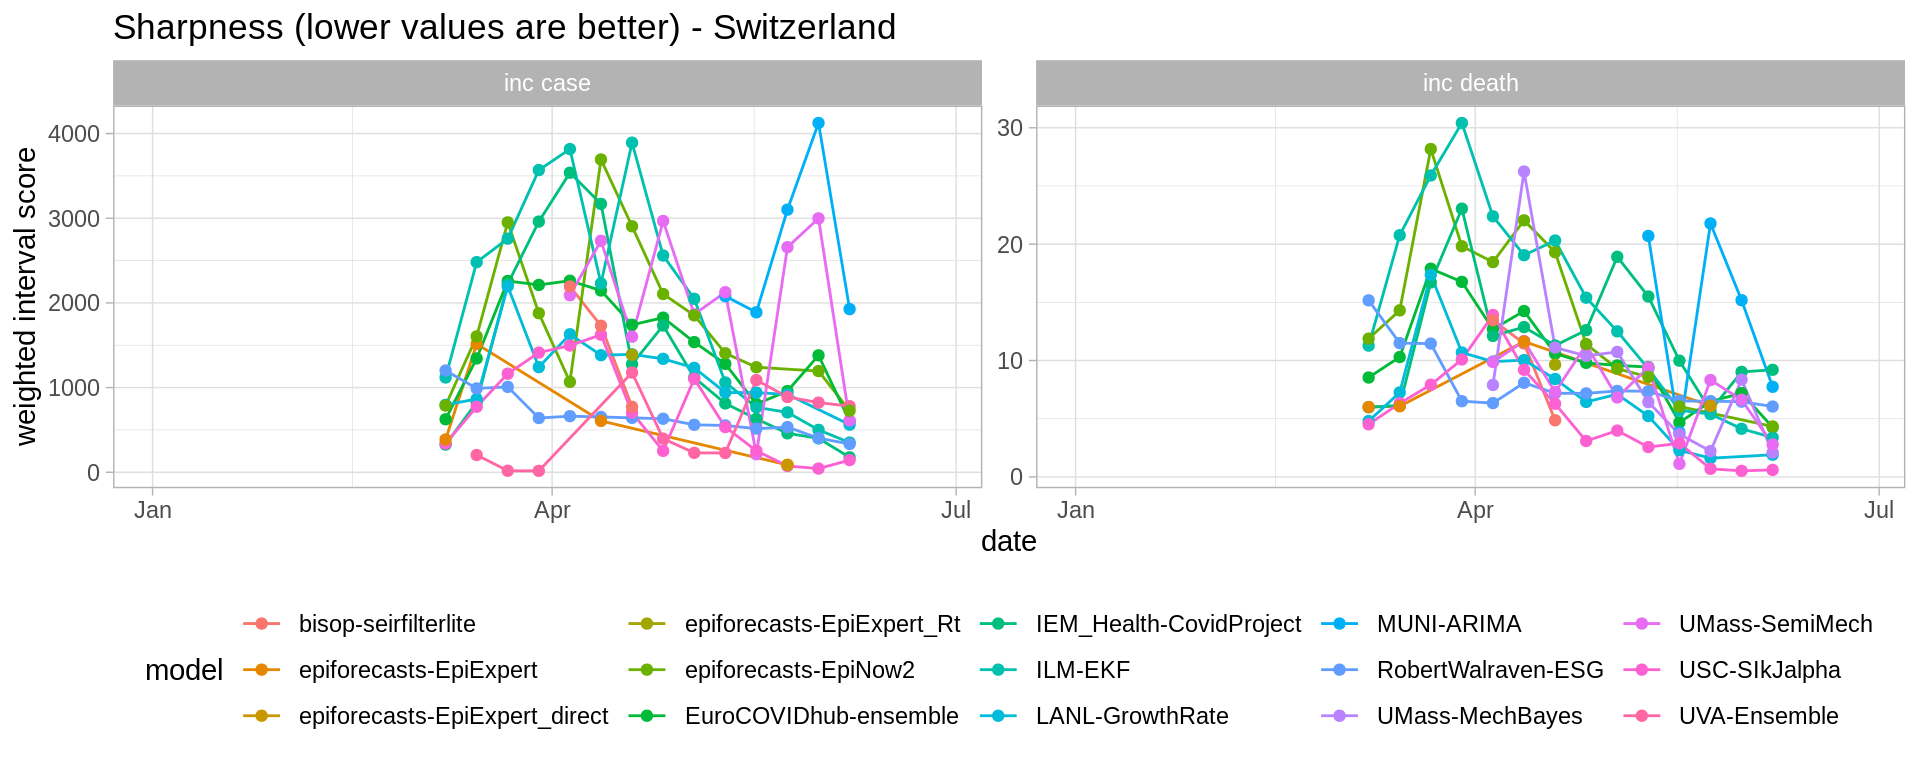 Sharpness (lower values are better) - Switzerland
inc case
inc death
weighted interval score
4000
3000
2000
1000
0
30
20
10
0
Jan
Apr
Jul
Jan
Apr
Jul
date
model
bisop-seirfilterlite
epiforecasts-EpiExpert
epiforecasts-EpiExpert_direct
epiforecasts-EpiExpert_Rt
epiforecasts-EpiNow2
EuroCOVIDhub-ensemble
IEM_Health-CovidProject
ILM-EKF
LANL-GrowthRate
MUNI-ARIMA
RobertWalraven-ESG
UMass-MechBayes
UMass-SemiMech
USC-SIkJalpha
UVA-Ensemble